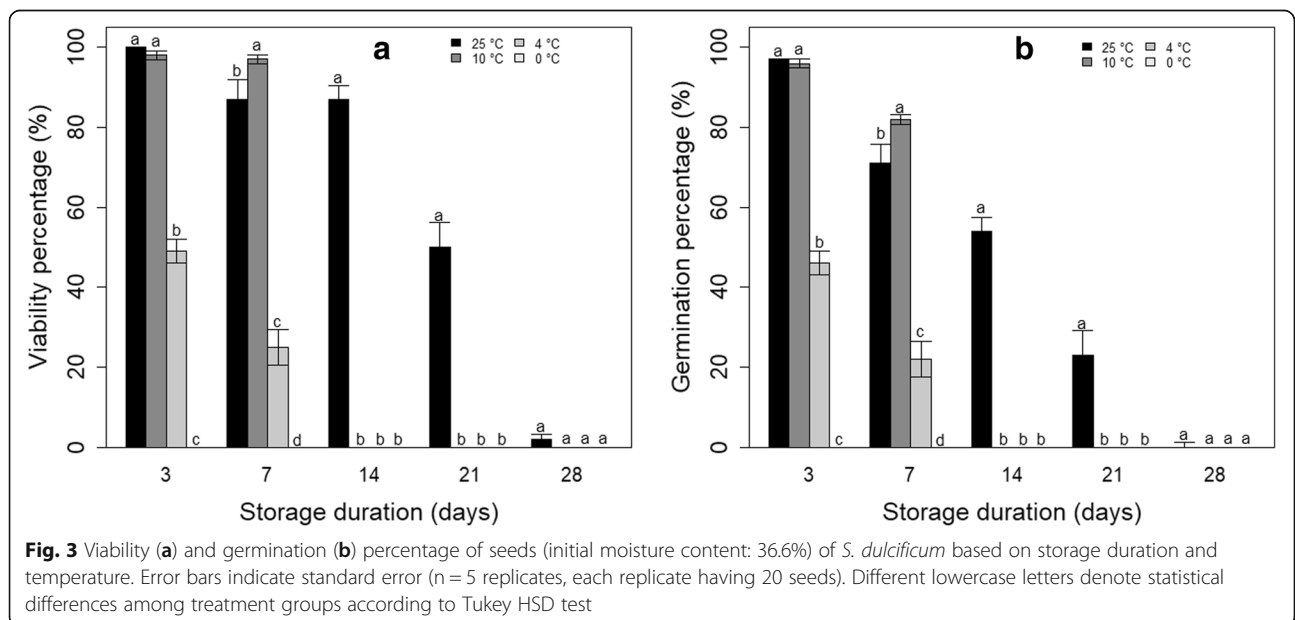 a
b
25 °C 4 °C
10 °C 0 °C
25 °C 4 °C
10 °C 0 °C
Viability percentage (%)
0 20 40 60 80 100
a a b c
b a c d
a b b b
a b b b
a a a a
3 7 14 21 28
Storage duration (days)
Germination percentage (%)
0 20 40 60 80 100
a a b c
b a c d
a b b b
a b b b
a a a a
3 7 14 21 28
Storage duration (days)
Fig. 3 Viability (a) and germination (b) percentage of seeds (initial moisture content: 36.6%) of S. dulcificum based on storage duration and
temperature. Error bars indicate standard error (n = 5 replicates, each replicate having 20 seeds). Different lowercase letters denote statistical
differences among treatment groups according to Tukey HSD test